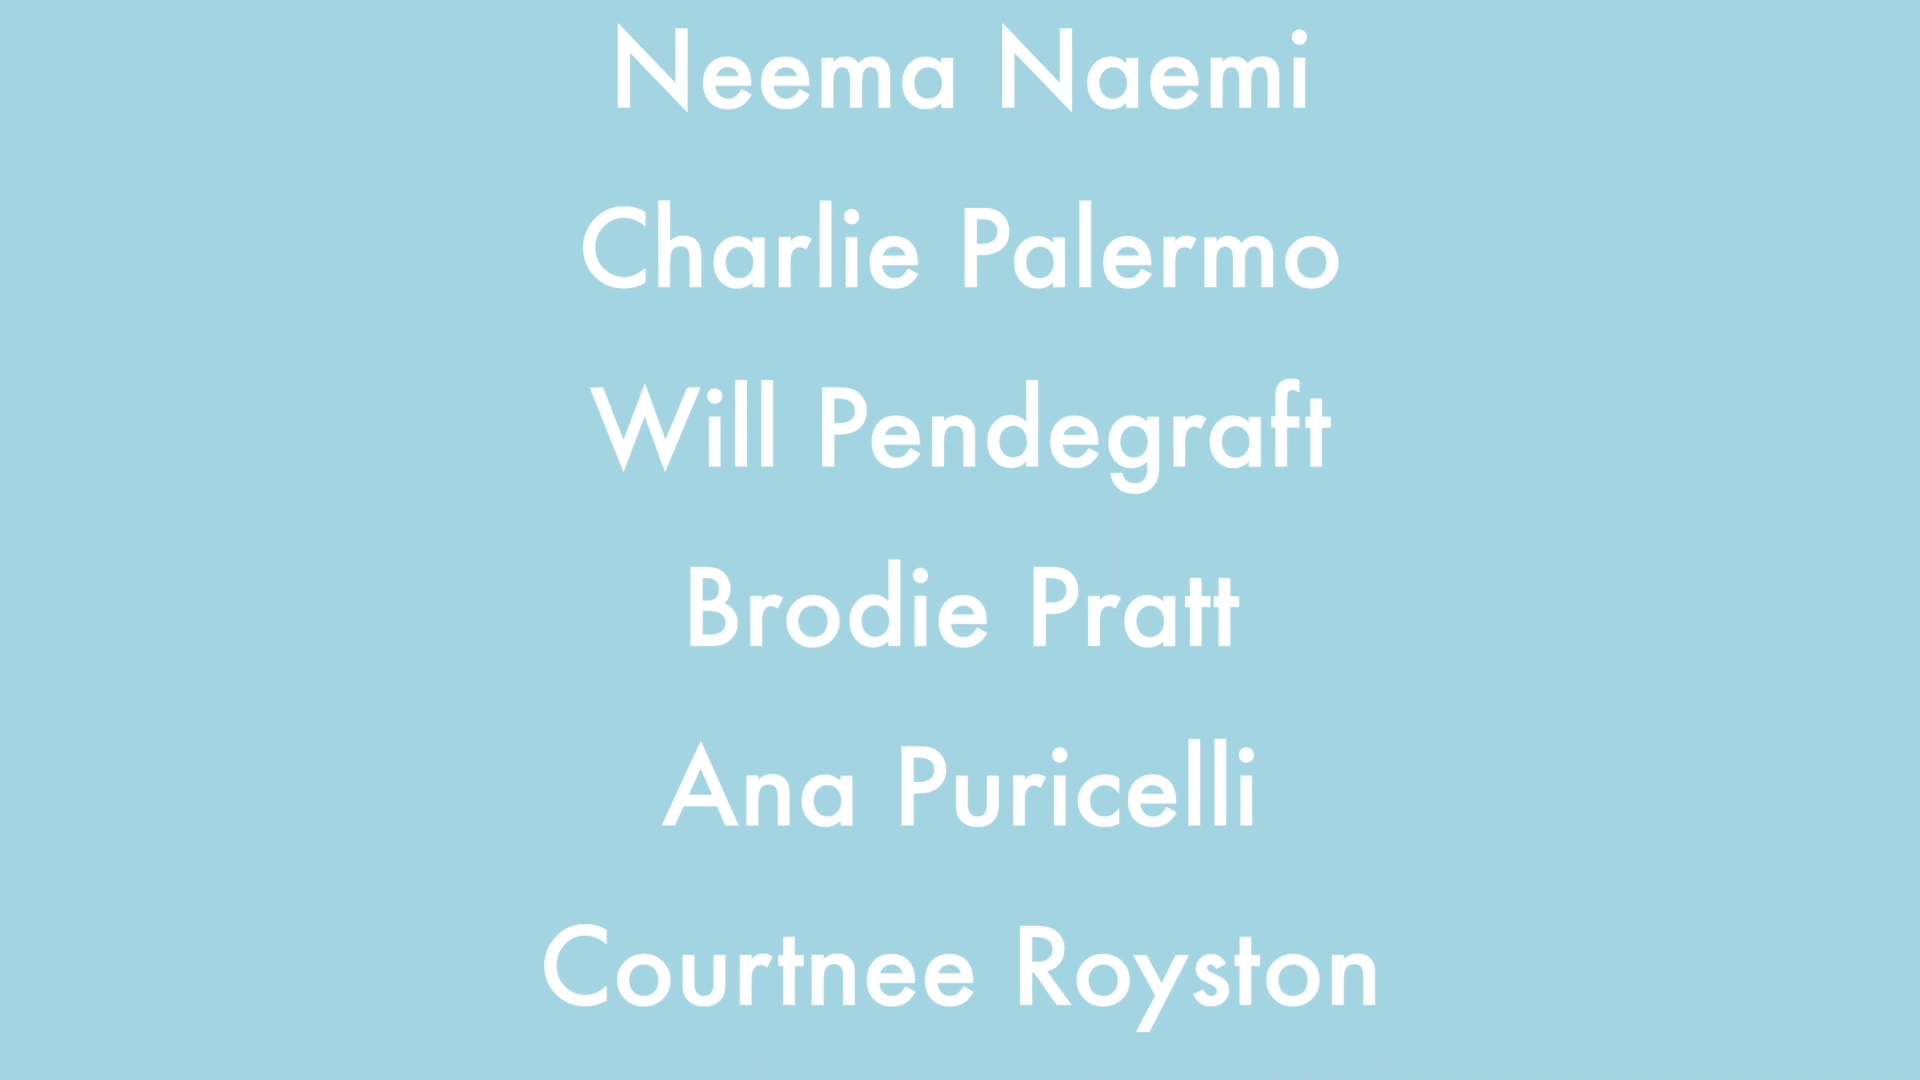 Neema Naemi
Charlie Palermo
Will Pendegraft
Brodie Pratt
Ana Puricelli
Courtnee Royston